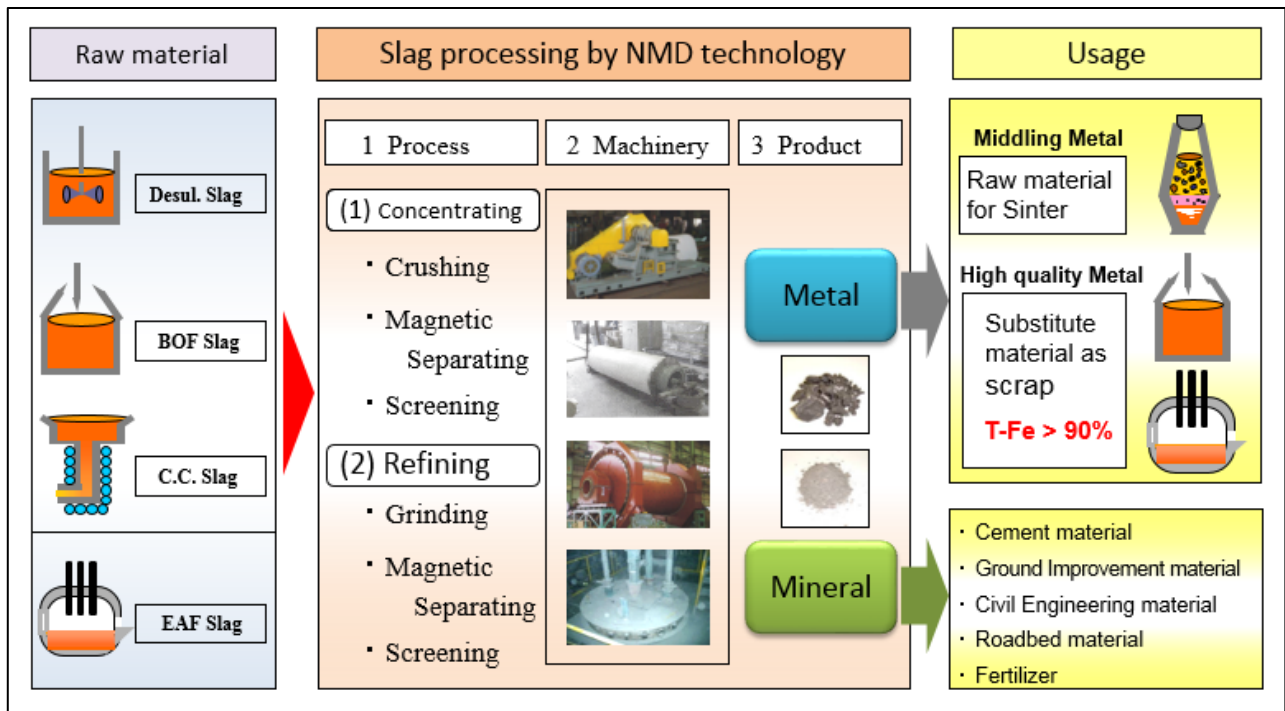 Raw material
Slag processing by NMD technology
Usage
Desul. Slag
BOF Slag
C.C. Slag
EAF Slag
1 Process
2 Machinery
3 Product
(1) Concentrating
・Crushing
・Magnetic
Separating
・Screening
(2) Refining
・Grinding
・Magnetic
Separating
・Screening
Metal
Mineral
Middling Metal
Raw material
for Sinter
High quality Metal
Substitute
material as
scrap
T-Fe > 90%
・Cement material
・Ground Improvement material
・Civil Engineering material
・Roadbed material
・Fertilizer